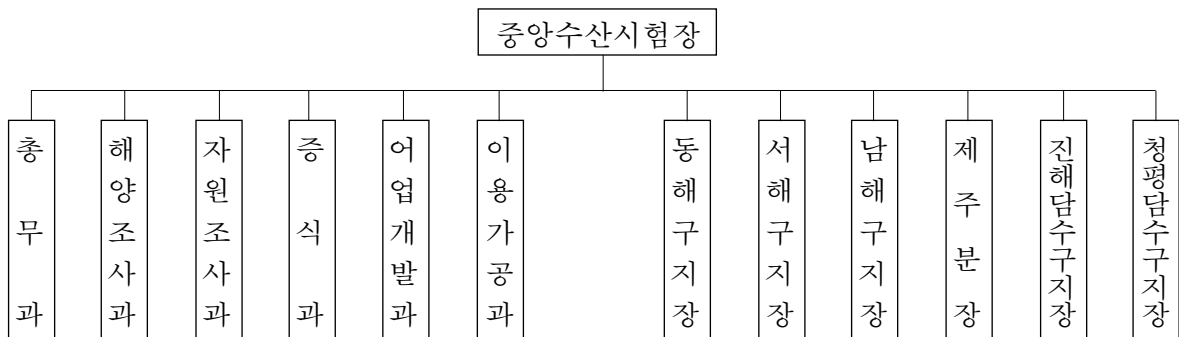 중앙수산시험장
총무과
해양조사과
자원조사과
증식과
어업개발과
이용가공과
동해구지장
서해구지장
남해구지장
제주분장
진해담수구지장
청평담수구지장